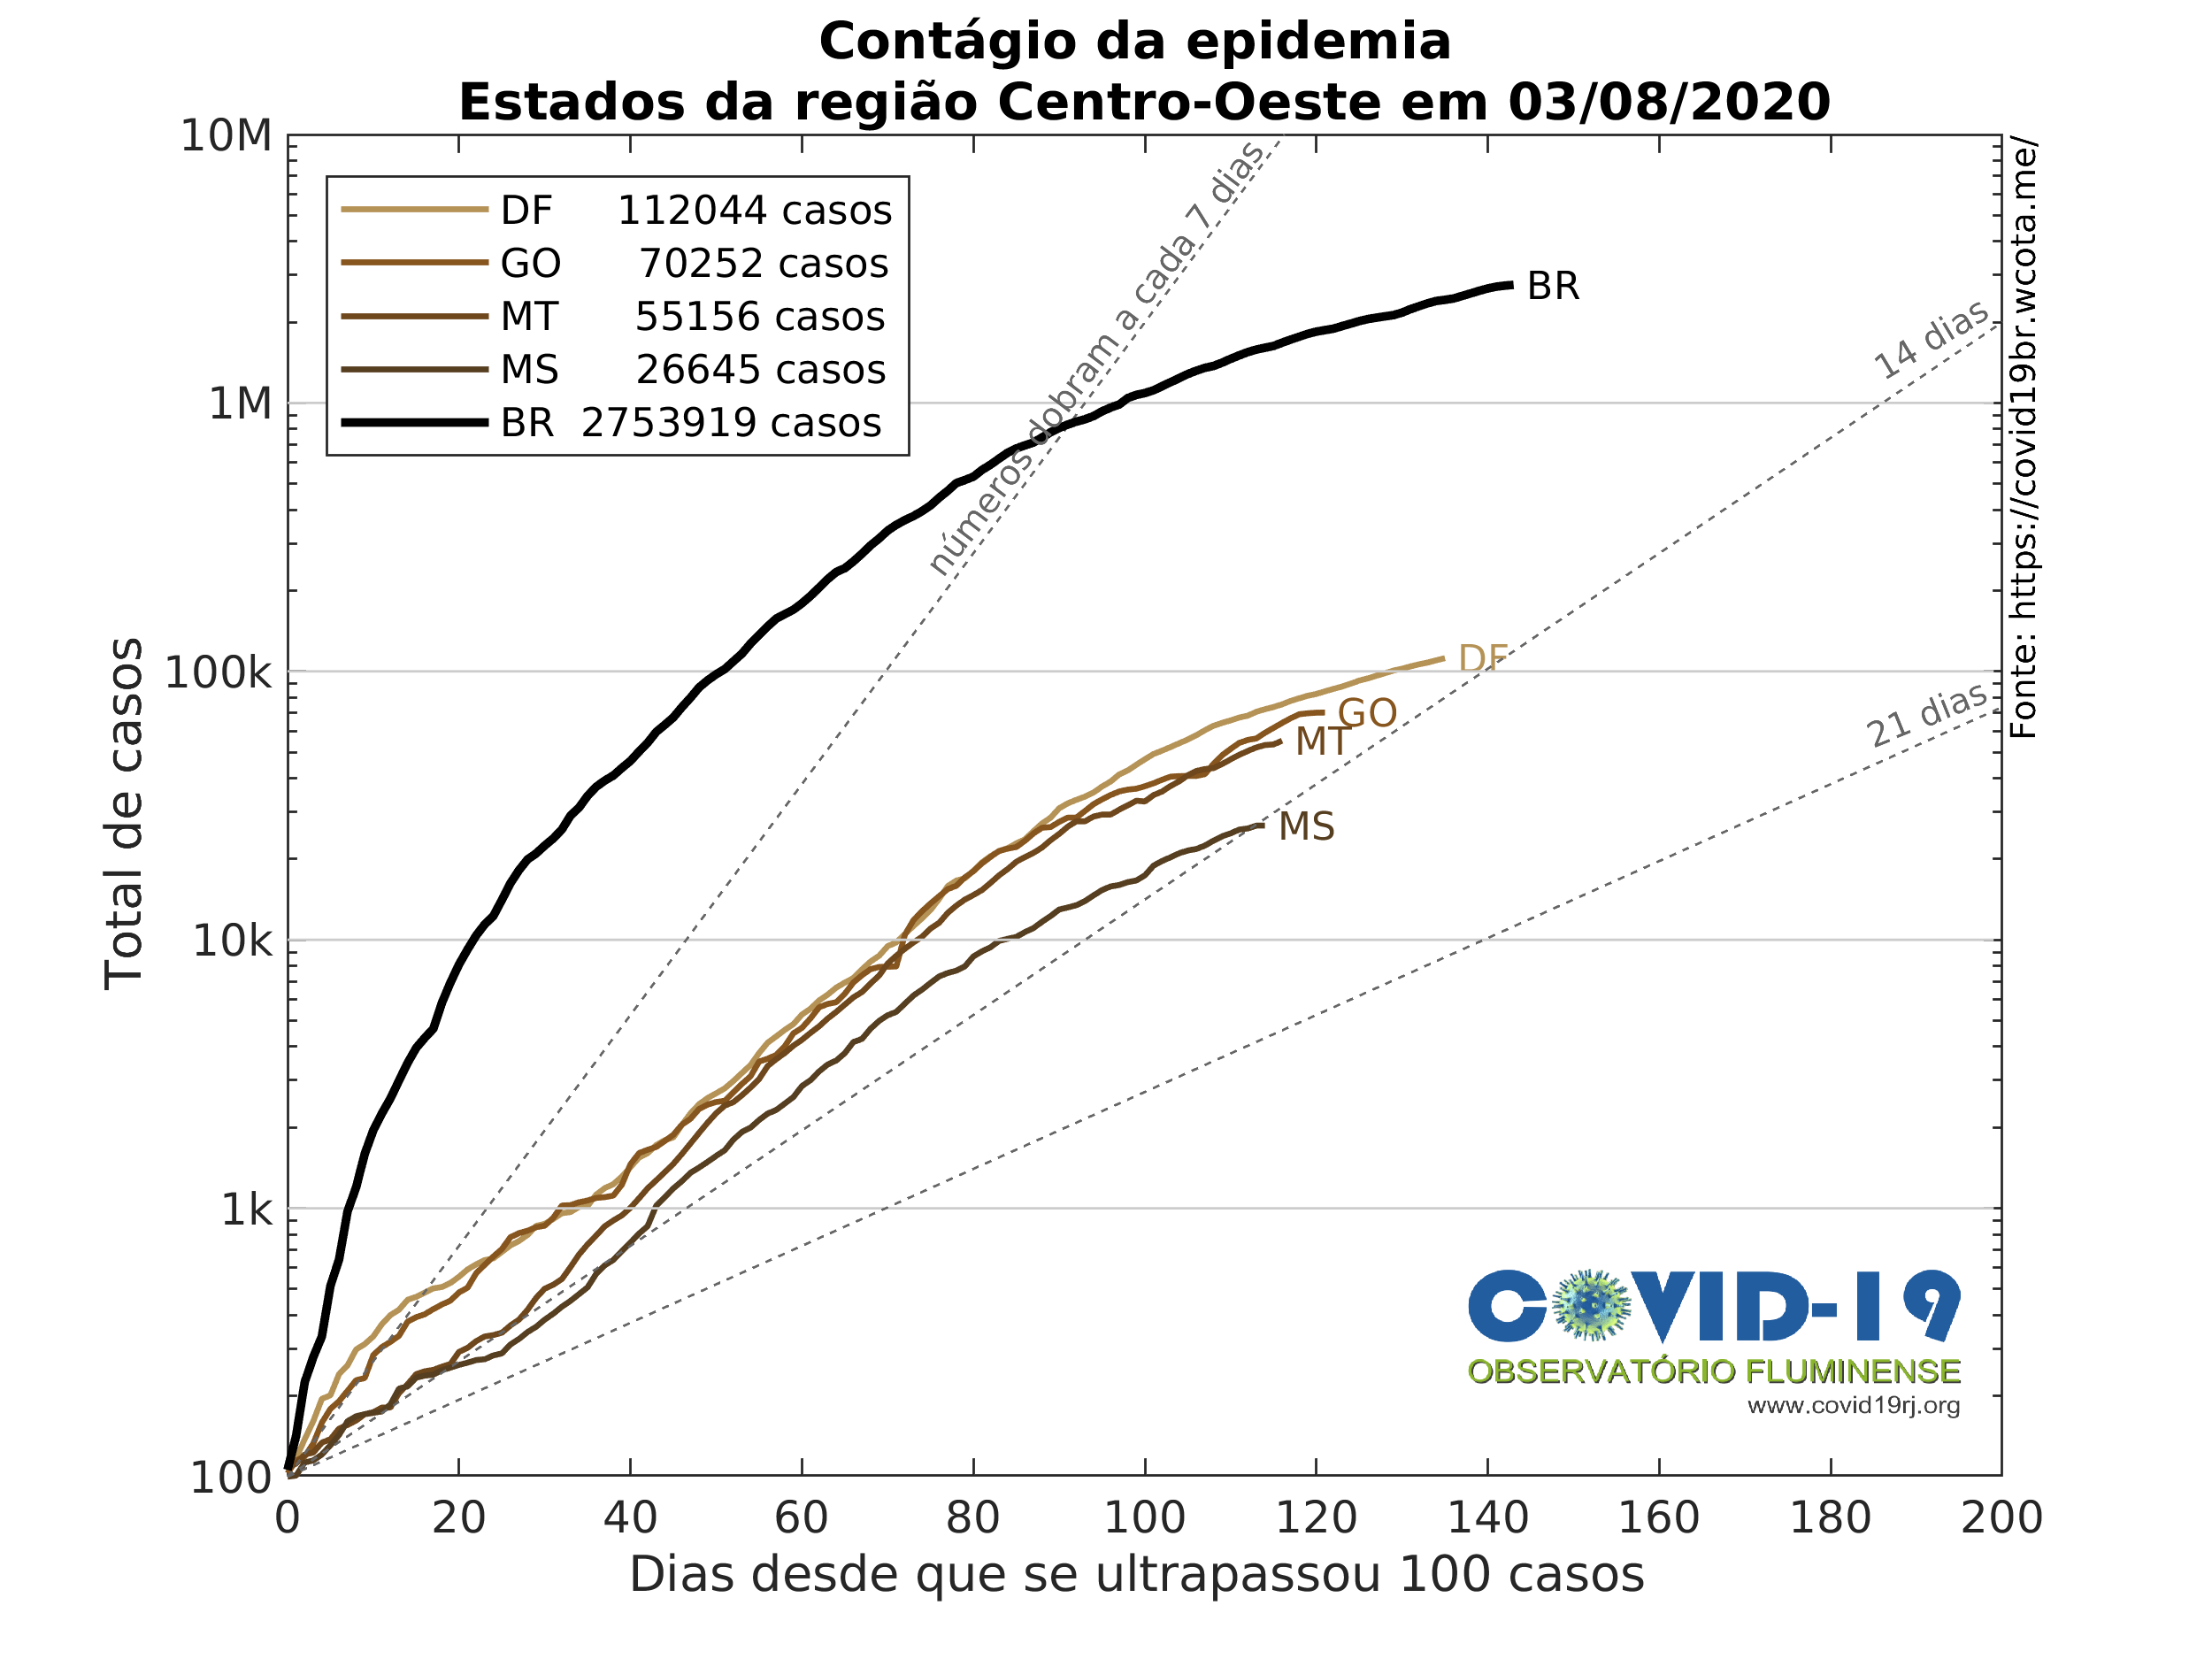 Contágio da epidemia
Estados da região Centro-Oeste em 03/08/2020
10M
1M
100k
10k
1k
100
Total de casos
DF 112044 casos
GO 70252 casos
MT 55156 casos
MS 26645 casos
BR 2753919 casos
números dobram a cada 7 dias
14 dias
21 dias
BR
DF
GO
MT
MS
Fonte: https://covid19br.wcota.me/
COVID-19
OBSERVATÓRIO FLUMINENSE
www.covid19rj.org
0 20 40 60 80 100 120 140 160 180 200
Dias desde que se ultrapassou 100 casos